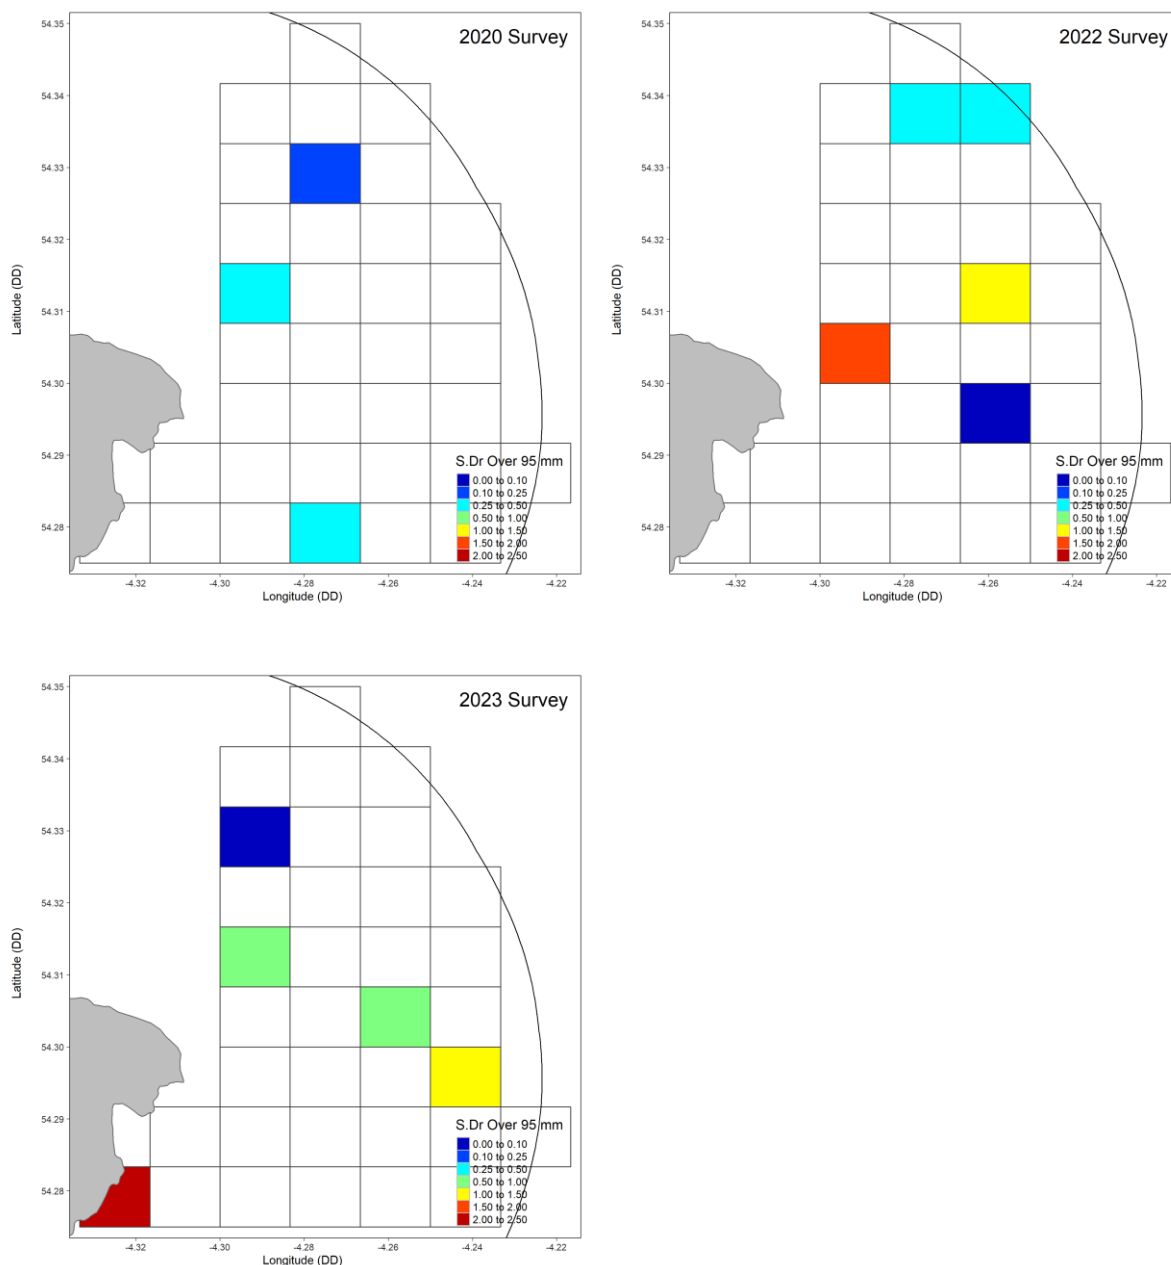 2020 Survey
54.35
54.34
54.33
54.32
54.31
54.30
54.29
54.28
Latitude (DD)
S.Dr Over 95 mm
0.00 to 0.10
0.10 to 0.25
0.25 to 0.50
0.50 to 1.00
1.00 to 1.50
1.50 to 2.00
2.00 to 2.50
-4.32
-4.30
-4.28
-4.26
-4.24
-4.22
Longitude (DD)
2022 Survey
54.35
54.34
54.33
54.32
54.31
54.30
54.29
54.28
Latitude (DD)
S.Dr Over 95 mm
0.00 to 0.10
0.10 to 0.25
0.25 to 0.50
0.50 to 1.00
1.00 to 1.50
1.50 to 2.00
2.00 to 2.50
-4.32
-4.30
-4.28
-4.26
-4.24
-4.22
Longitude (DD)
2023 Survey
54.35
54.34
54.33
54.32
54.31
54.30
54.29
54.28
Latitude (DD)
S.Dr Over 95 mm
0.00 to 0.10
0.10 to 0.25
0.25 to 0.50
0.50 to 1.00
1.00 to 1.50
1.50 to 2.00
2.00 to 2.50
-4.32
-4.30
-4.28
-4.26
-4.24
-4.22
Longitude (DD)